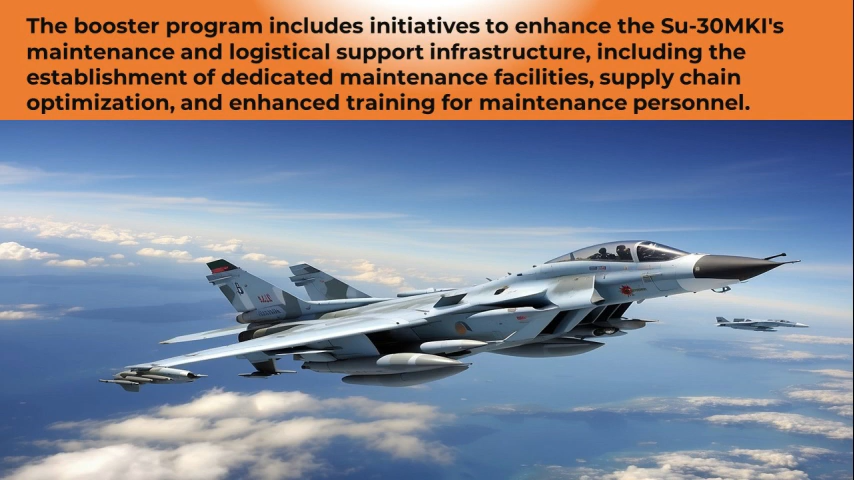 The booster program includes initiatives to enhance the Su-30MKI's
maintenance and logistical support infrastructure, including the
establishment of dedicated maintenance facilities, supply chain
optimization, and enhanced training for maintenance personnel.